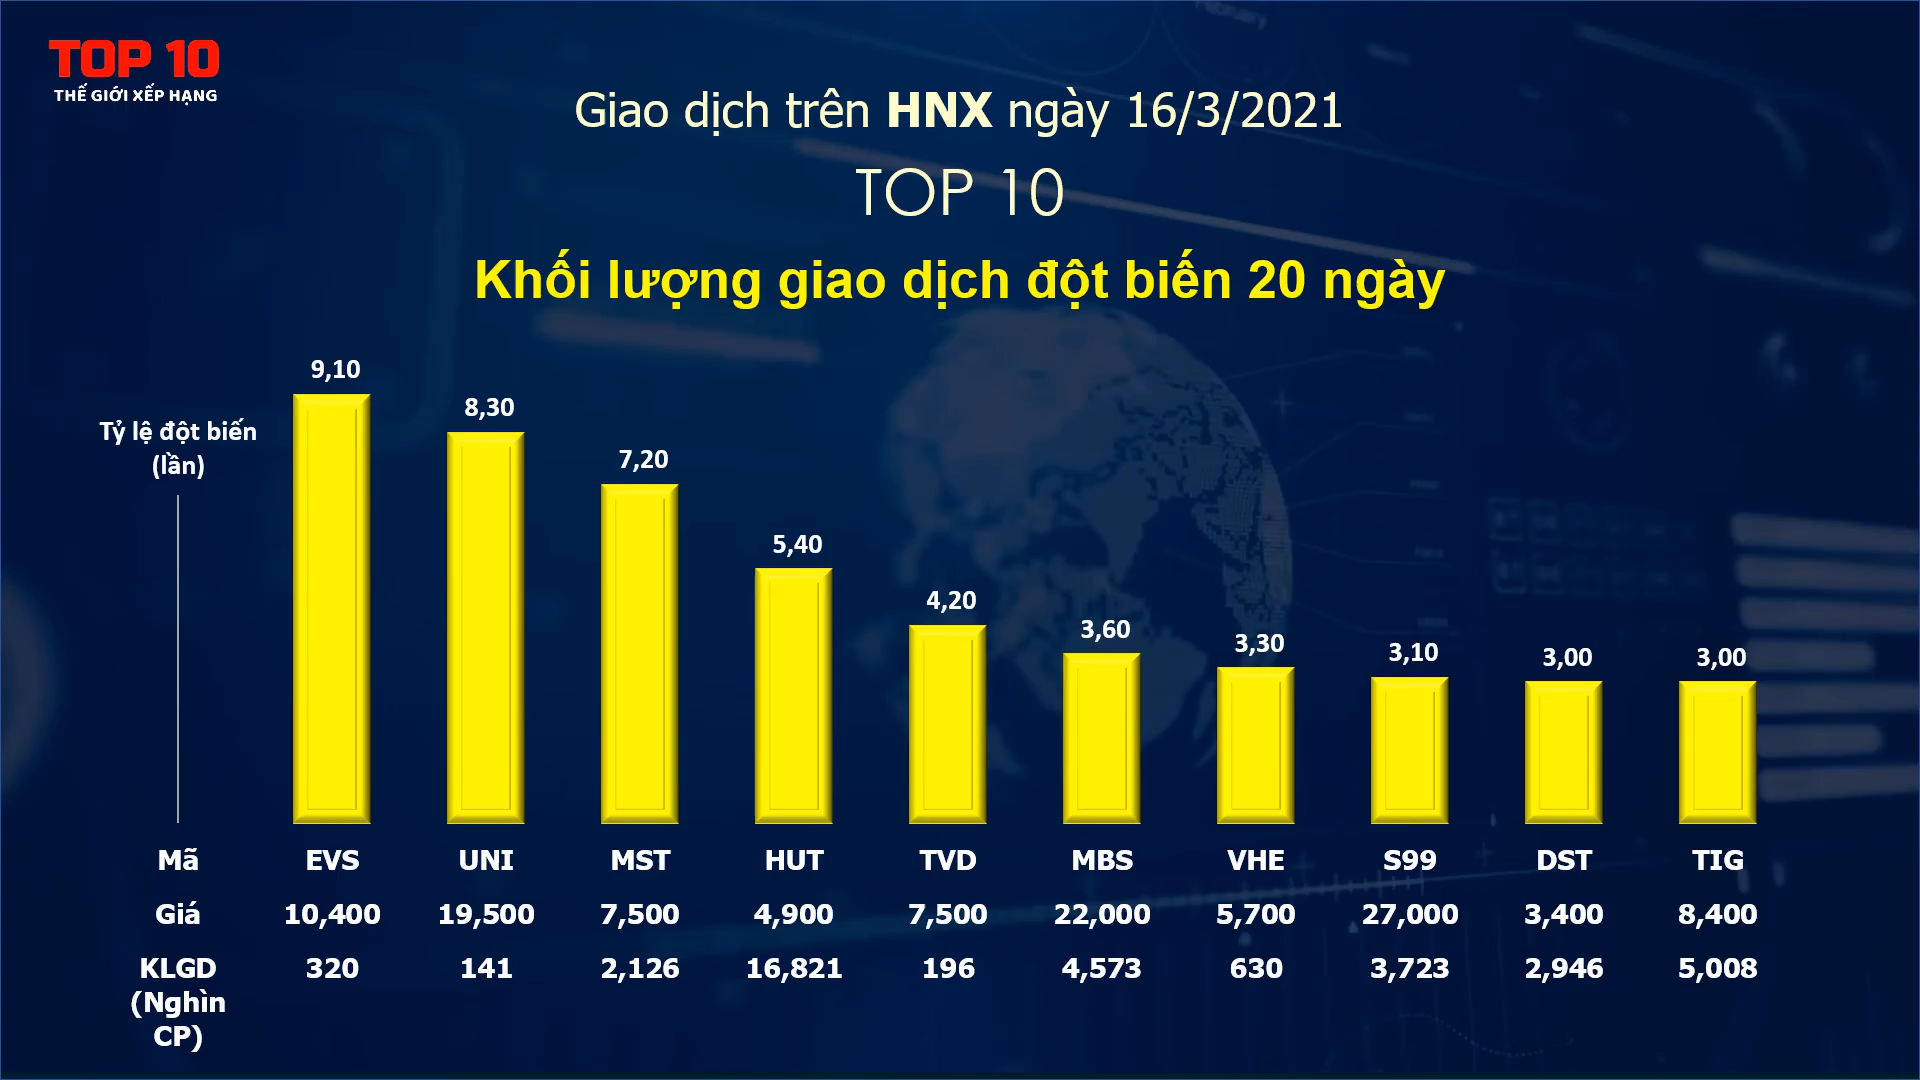 TOP 10
THẾ GIỚI XẾP HẠNG
Giao dịch trên HNX ngày 16/3/2021
TOP 10
Khối lượng giao dịch đột biến 20 ngày
Tỷ lệ đột biến
(lần)
9,10 8,30 7,20 5,40 4,20 3,60 3,30 3,10 3,00 3,00
Mã EVS UNI MST HUT TVD MBS VHE S99 DST TIG
Giá 10,400 19,500 7,500 4,900 7,500 22,000 5,700 27,000 3,400 8,400
KLGD 320 141 2,126 16,821 196 4,573 630 3,723 2,946 5,008
(Nghìn
CP)